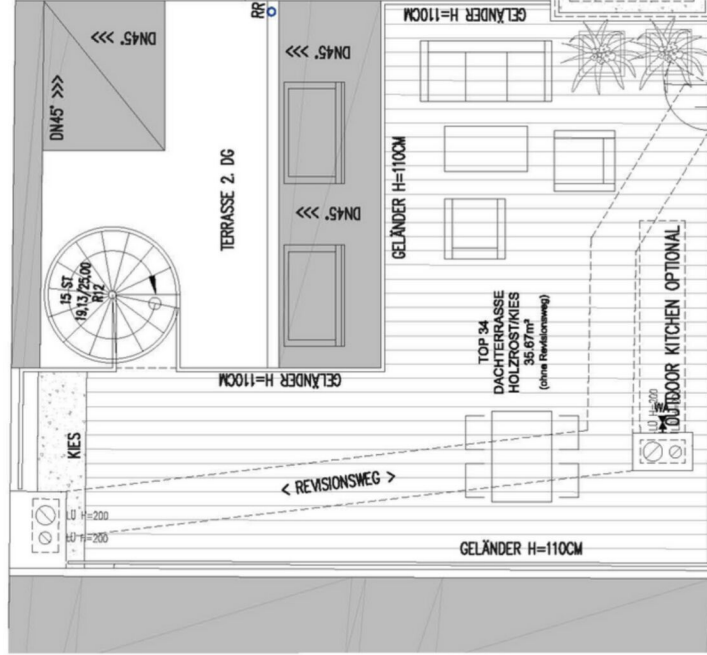 GELÄNDER H=110CM
RR
DN45° >>>
DN45° >>>
DN45° >>>
TERRASSE 2. DG
GELÄNDER H=110CM
DN45° >>>
15 ST
19,13/25,00
R12
TOP 34
DACHTERRASSE
HOLZROST/KIES
35.67m²
(ohne Revisionsweg)
OUTDOOR KITCHEN OPTIONAL
GELÄNDER H=110CM
KIES
LÜ H=200
LÜ
< REVISIONSWEG >
LÜ H=200
LÜ H=200
GELÄNDER H=110CM